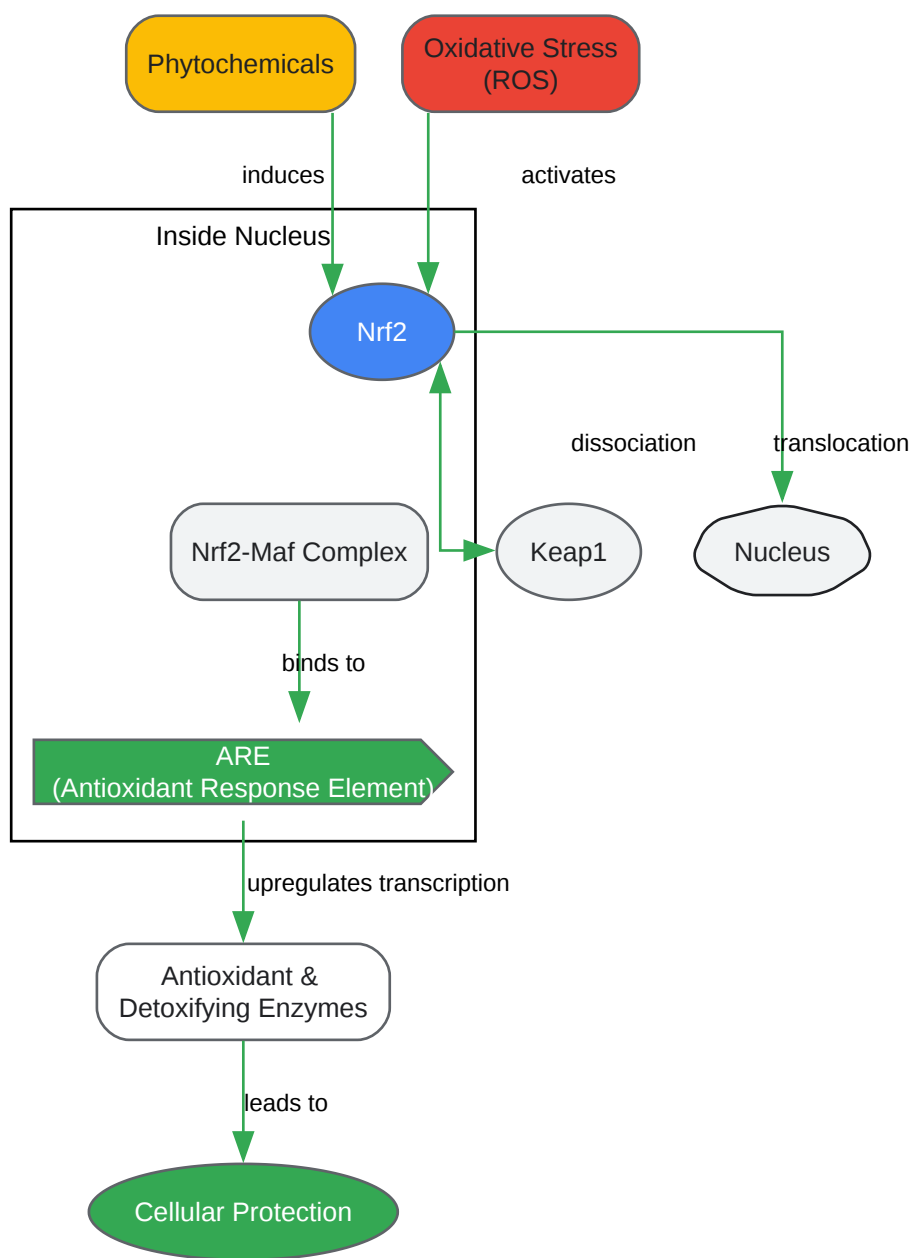 Phytochemicals
Oxidative Stress
(ROS)
induces
activates
Inside Nucleus
Nrf2
dissociation
translocation
Nrf2-Maf Complex
Keap1
Nucleus
binds to
ARE
(Antioxidant Response Element)
upregulates transcription
Antioxidant &
Detoxifying Enzymes
leads to
Cellular Protection